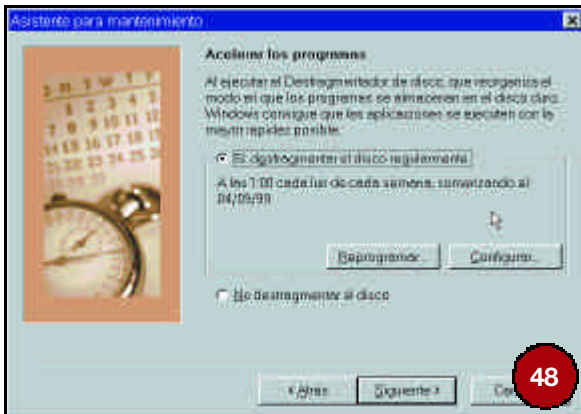 Asistente para mantenimiento
Acelerar los programas
Al ejecutar el Desfragmentador de disco, que reorganiza el
modo en que los programas se almacenan en el disco duro,
Windows consigue que las aplicaciones se ejecuten con la
mayor rapidez posible.
Sí, desfragmentar el disco regularmente
A las 1:00 cada lun de cada semana, comenzando el
04/09/99
Reprogramar... Configurar...
No desfragmentar el disco
< Atrás Siguiente >
48